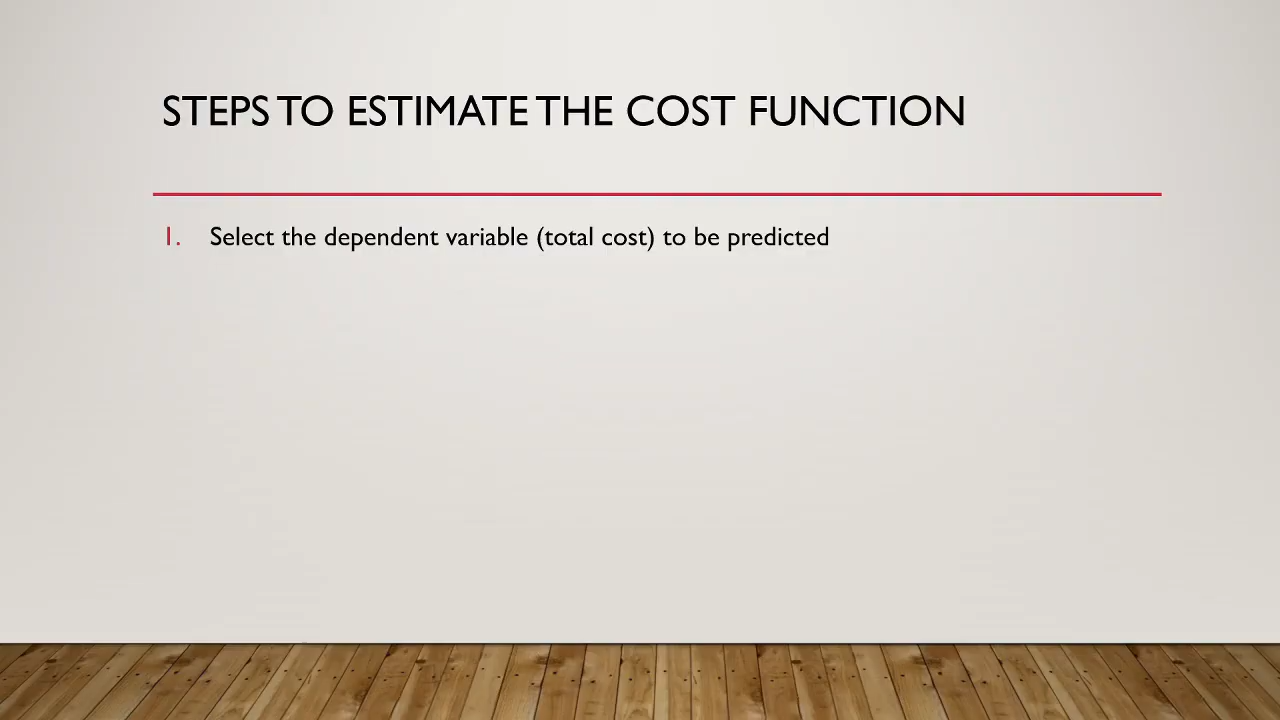 STEPS TO ESTIMATE THE COST FUNCTION
1. Select the dependent variable (total cost) to be predicted